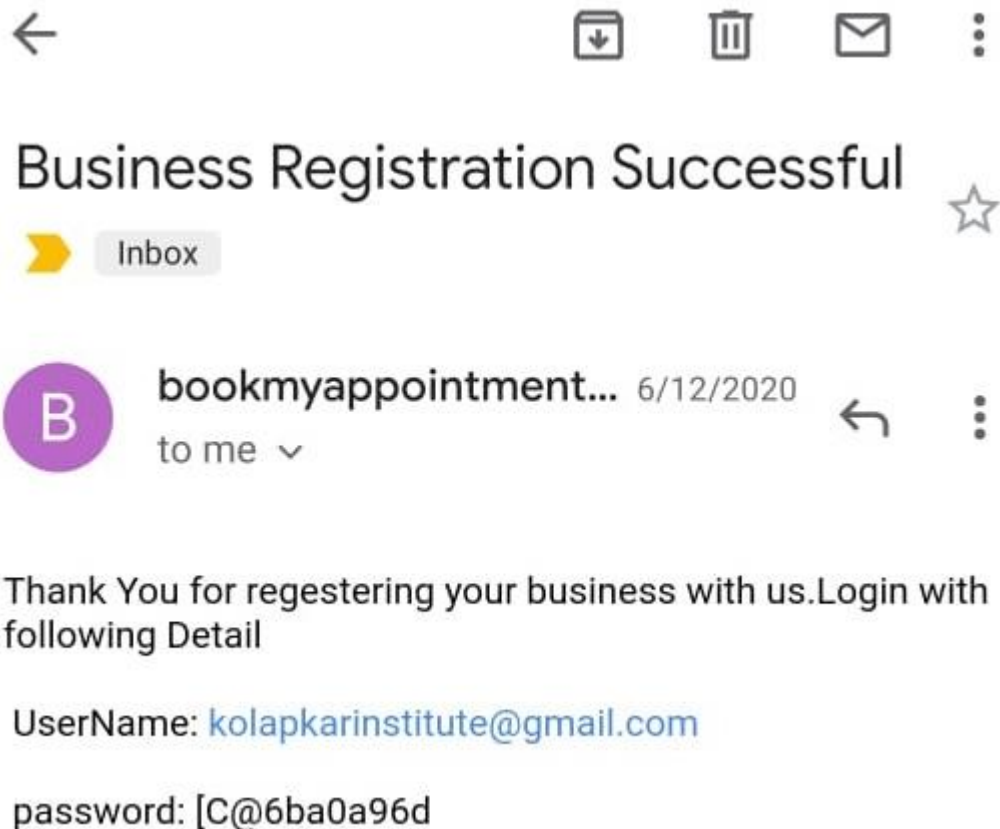 Business Registration Successful
Inbox
B
bookmyappointment... 6/12/2020
to me
Thank You for regestering your business with us.Login with
following Detail
UserName: kolapkarinstitute@gmail.com
password: [C@6ba0a96d